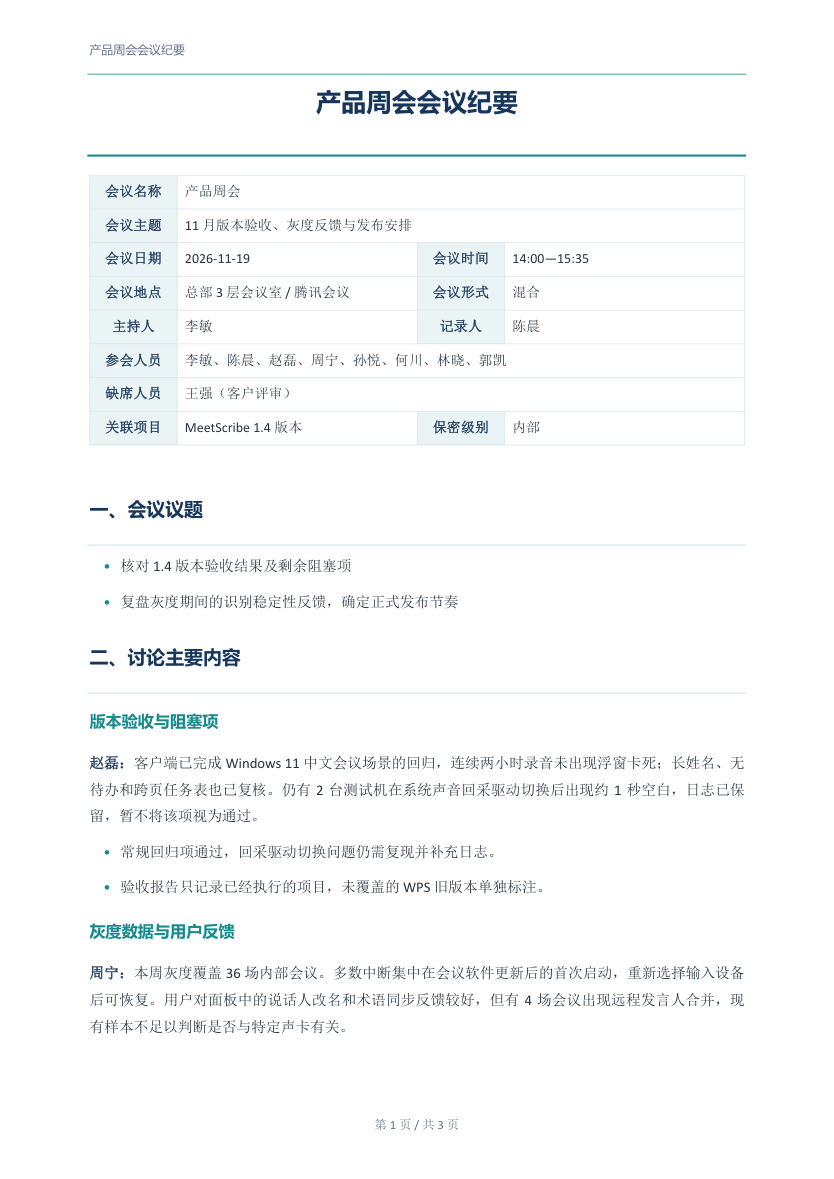 产品周会会议纪要
产品周会会议纪要
会议名称 产品周会
会议主题 11 月版本验收、灰度反馈与发布安排
会议日期 2026-11-19 会议时间 14:00—15:35
会议地点 总部 3 层会议室 / 腾讯会议 会议形式 混合
主持人 李敏 记录人 陈晨
参会人员 李敏、陈晨、赵磊、周宁、孙悦、何川、林晓、郭凯
缺席人员 王强（客户评审）
关联项目 MeetScribe 1.4 版本 保密级别 内部
一、会议议题
• 核对 1.4 版本验收结果及剩余阻塞项
• 复盘灰度期间的识别稳定性反馈，确定正式发布节奏
二、讨论主要内容
版本验收与阻塞项
赵磊：客户端已完成 Windows 11 中文会议场景的回归，连续两小时录音未出现浮窗卡死；长姓名、无
待办和跨页任务表也已复核。仍有 2 台测试机在系统声音回采驱动切换后出现约 1 秒空白，日志已保
留，暂不将该项视为通过。
• 常规回归项通过，回采驱动切换问题仍需复现并补充日志。
• 验收报告只记录已经执行的项目，未覆盖的 WPS 旧版本单独标注。
灰度数据与用户反馈
周宁：本周灰度覆盖 36 场内部会议。多数中断集中在会议软件更新后的首次启动，重新选择输入设备
后可恢复。用户对面板中的说话人改名和术语同步反馈较好，但有 4 场会议出现远程发言人合并，现
有样本不足以判断是否与特定声卡有关。
第 1 页 / 共 3 页